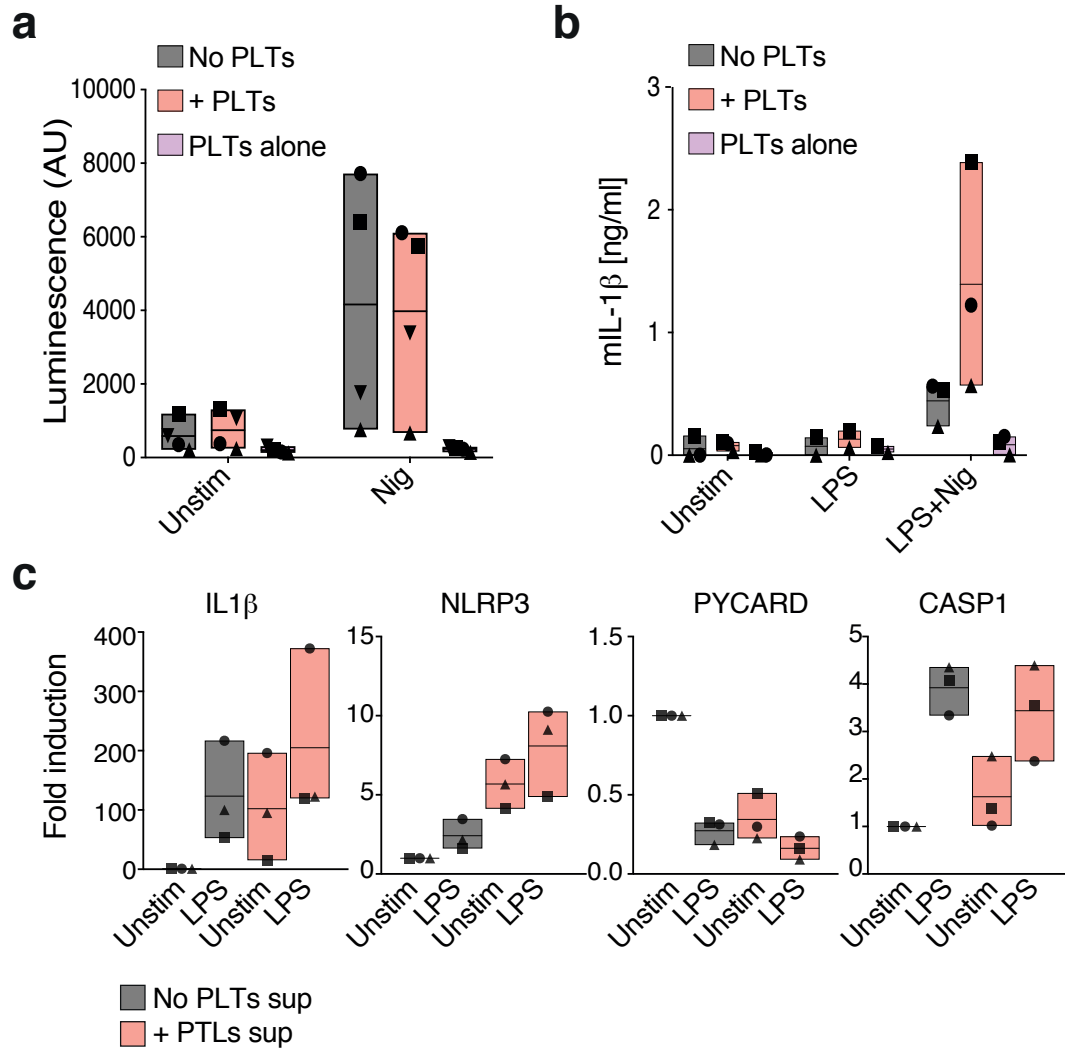 a
No PLTs
+ PLTs
PLTs alone
Luminescence (AU)
10000
8000
6000
4000
2000
0
Unstim
Nig
b
No PLTs
+ PLTs
PLTs alone
mIL-1β [ng/ml]
3
2
1
0
Unstim
LPS
LPS+Nig
c
Fold induction
IL1β
400
300
200
100
0
Unstim
LPS
Unstim
LPS
NLRP3
15
10
5
0
Unstim
LPS
Unstim
LPS
PYCARD
1.5
1.0
0.5
0.0
Unstim
LPS
Unstim
LPS
CASP1
5
4
3
2
1
0
Unstim
LPS
Unstim
LPS
No PLTs sup
+ PTLs sup